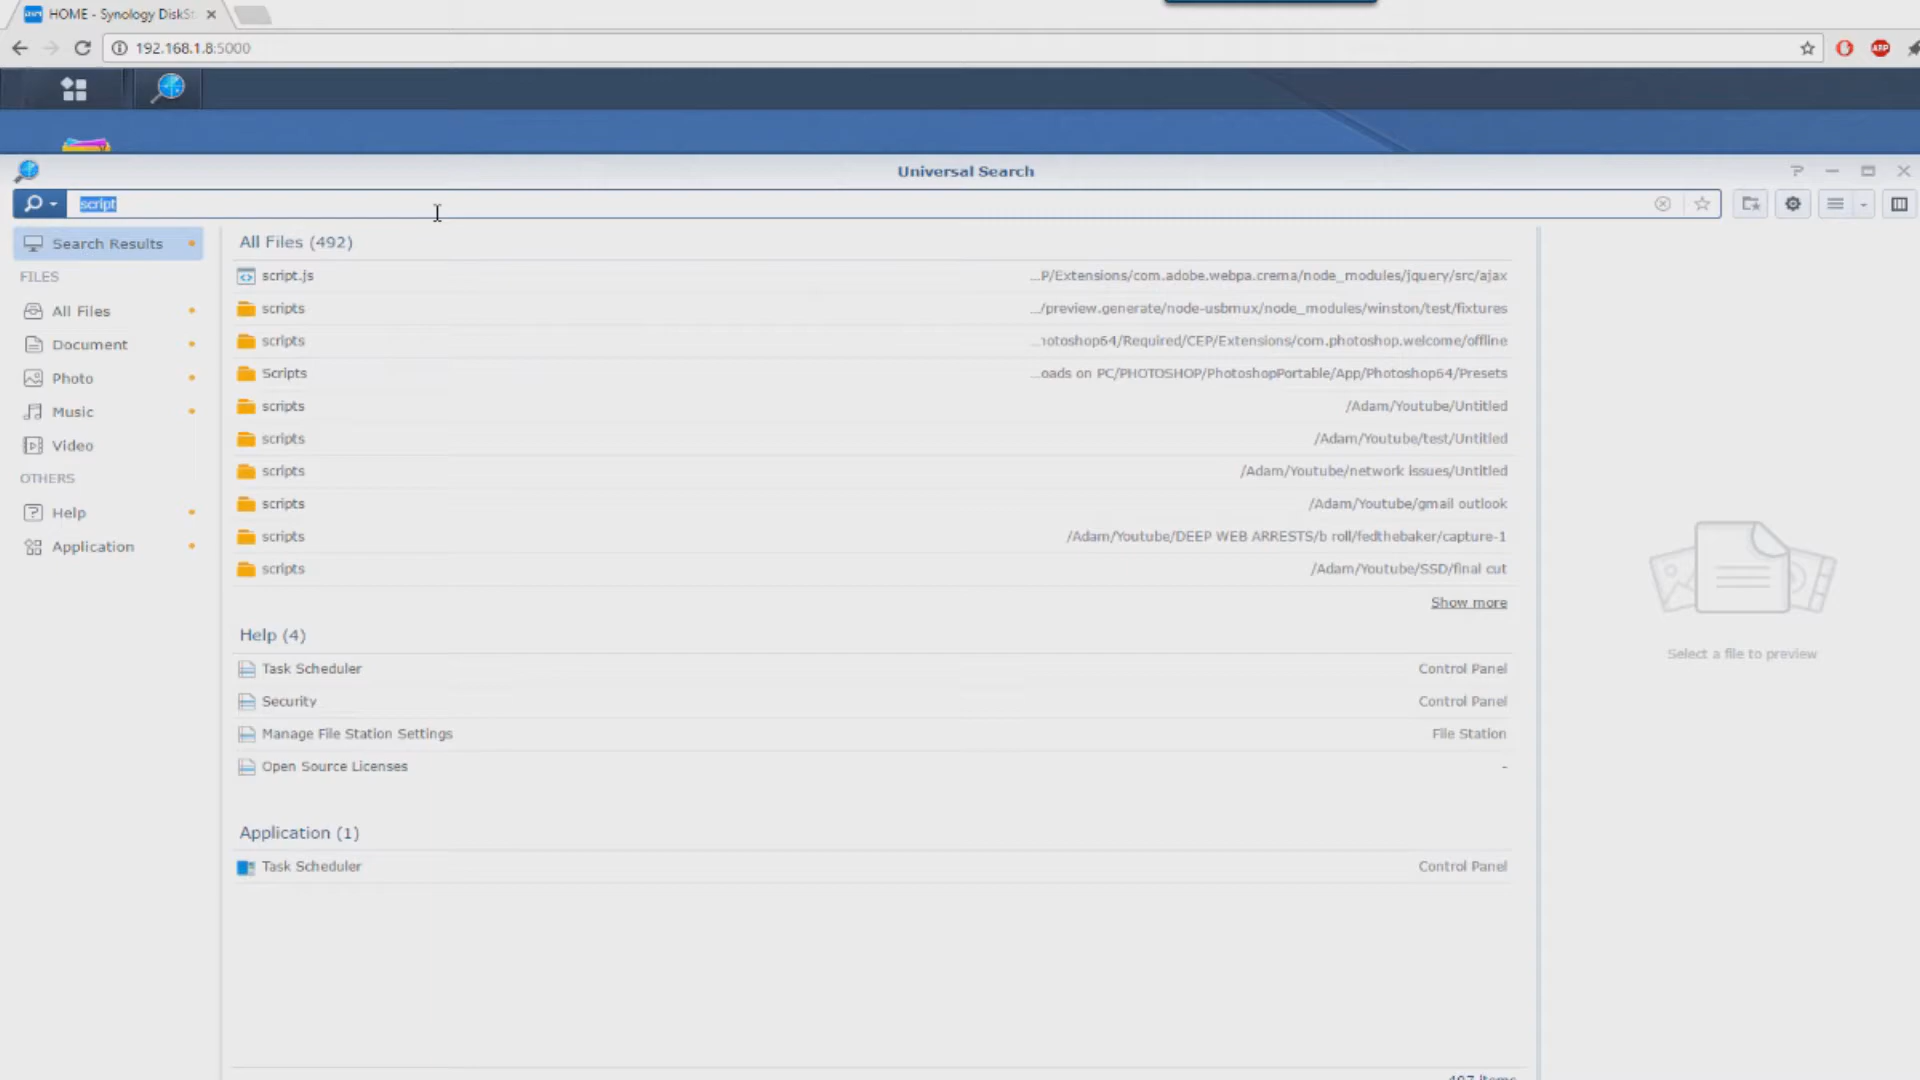 HOME - Synology DiskSt
192.168.1.8:5000
ABP
Universal Search
script
Search Results
FILES
All Files
Document
Photo
Music
Video
OTHERS
Help
Application
All Files (492)
script.js ...P/Extensions/com.adobe.webpa.crema/node_modules/jquery/src/ajax
scripts .../preview.generate/node-usbmux/node_modules/winston/test/fixtures
scripts ...hotoshop64/Required/CEP/Extensions/com.photoshop.welcome/offline
Scripts ...oads on PC/PHOTOSHOP/PhotoshopPortable/App/Photoshop64/Presets
scripts /Adam/Youtube/Untitled
scripts /Adam/Youtube/test/Untitled
scripts /Adam/Youtube/network issues/Untitled
scripts /Adam/Youtube/gmail outlook
scripts /Adam/Youtube/DEEP WEB ARRESTS/b roll/fedthebaker/capture-1
scripts /Adam/Youtube/SSD/final cut
Show more
Help (4)
Task Scheduler Control Panel
Security Control Panel
Manage File Station Settings File Station
Open Source Licenses -
Application (1)
Task Scheduler Control Panel
Select a file to preview
497 items